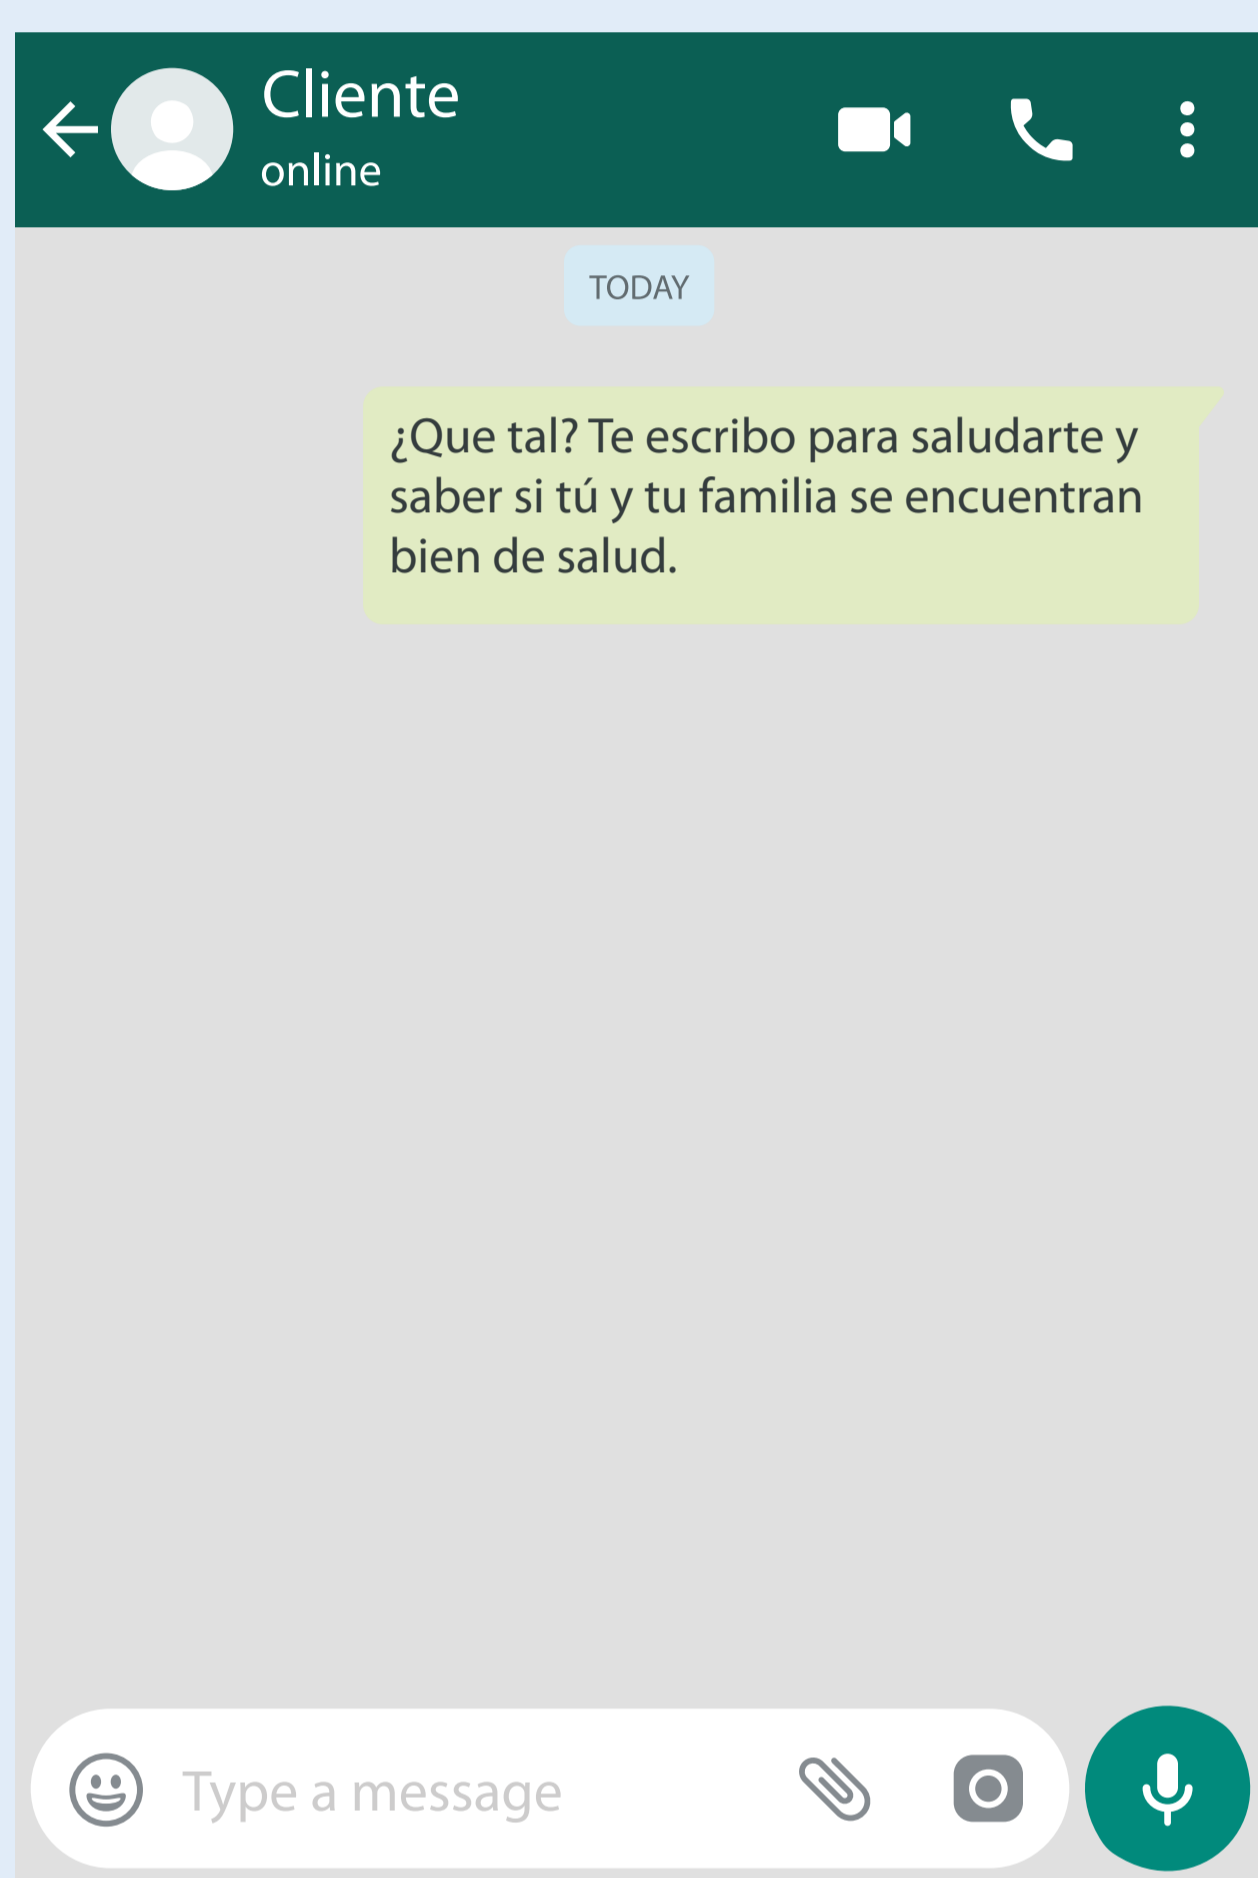 Cliente
online
TODAY
¿Que tal? Te escribo para saludarte y
saber si tú y tu familia se encuentran
bien de salud.
Type a message